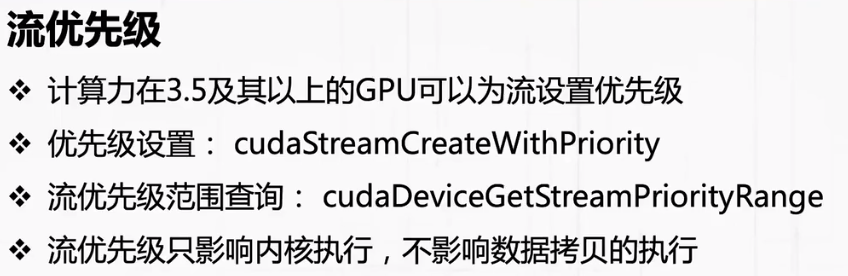 流优先级
❖ 计算力在3.5及其以上的GPU可以为流设置优先级
❖ 优先级设置： cudaStreamCreateWithPriority
❖ 流优先级范围查询： cudaDeviceGetStreamPriorityRange
❖ 流优先级只影响内核执行，不影响数据拷贝的执行